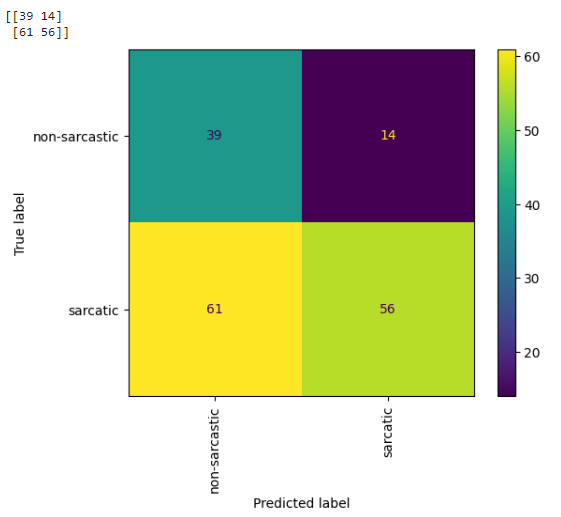 [[39 14]
[61 56]]
True label
non-sarcastic
39
14
sarcatic
61
56
non-sarcastic
sarcatic
Predicted label
60
50
40
30
20